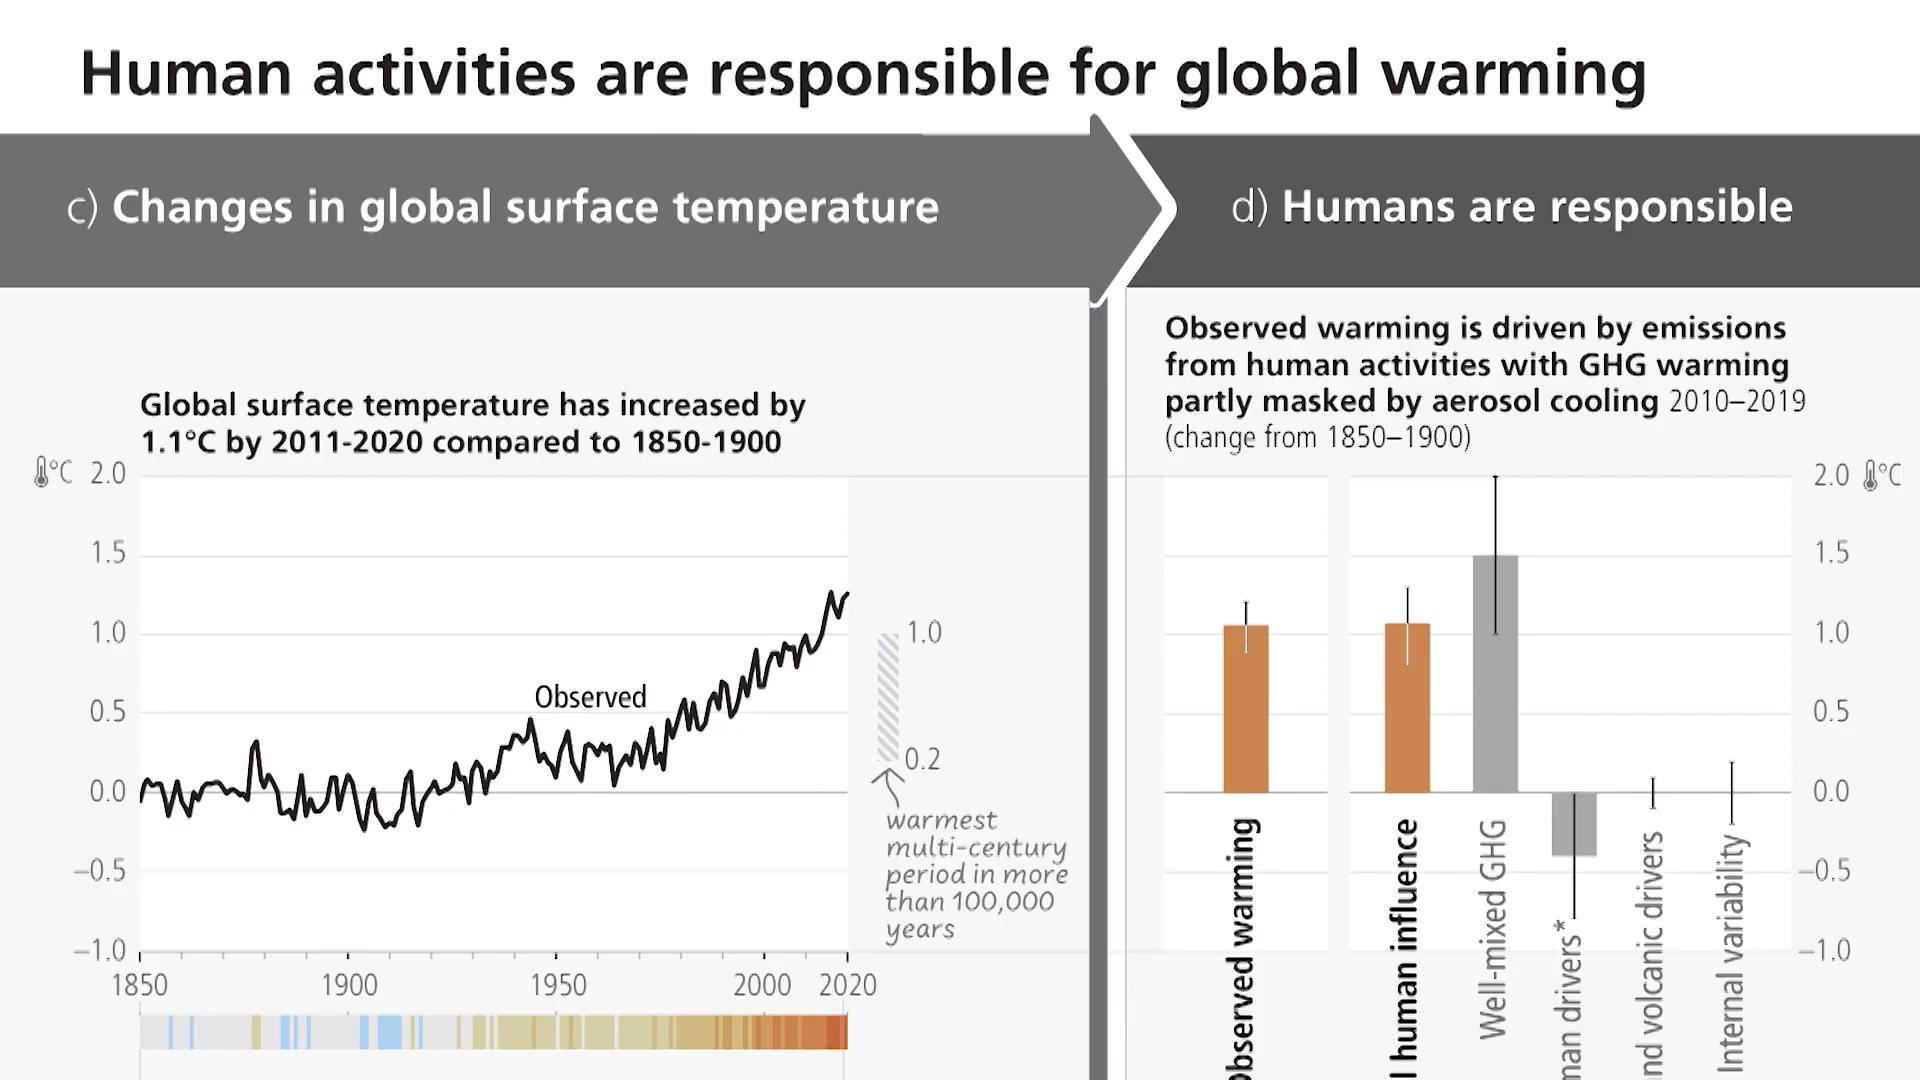 Human activities are responsible for global warming
c) Changes in global surface temperature
d) Humans are responsible
Global surface temperature has increased by
1.1°C by 2011-2020 compared to 1850-1900
°C 2.0
1.5
1.0
0.5
0.0
−0.5
−1.0
Observed
1850
1900
1950
2000
2020
1.0
0.2
warmest
multi-century
period in more
than 100,000
years
Observed warming is driven by emissions
from human activities with GHG warming
partly masked by aerosol cooling 2010–2019
(change from 1850–1900)
2.0 °C
1.5
1.0
0.5
0.0
−0.5
−1.0
Observed warming
human influence
Well-mixed GHG
drivers*
volcanic drivers
Internal variability